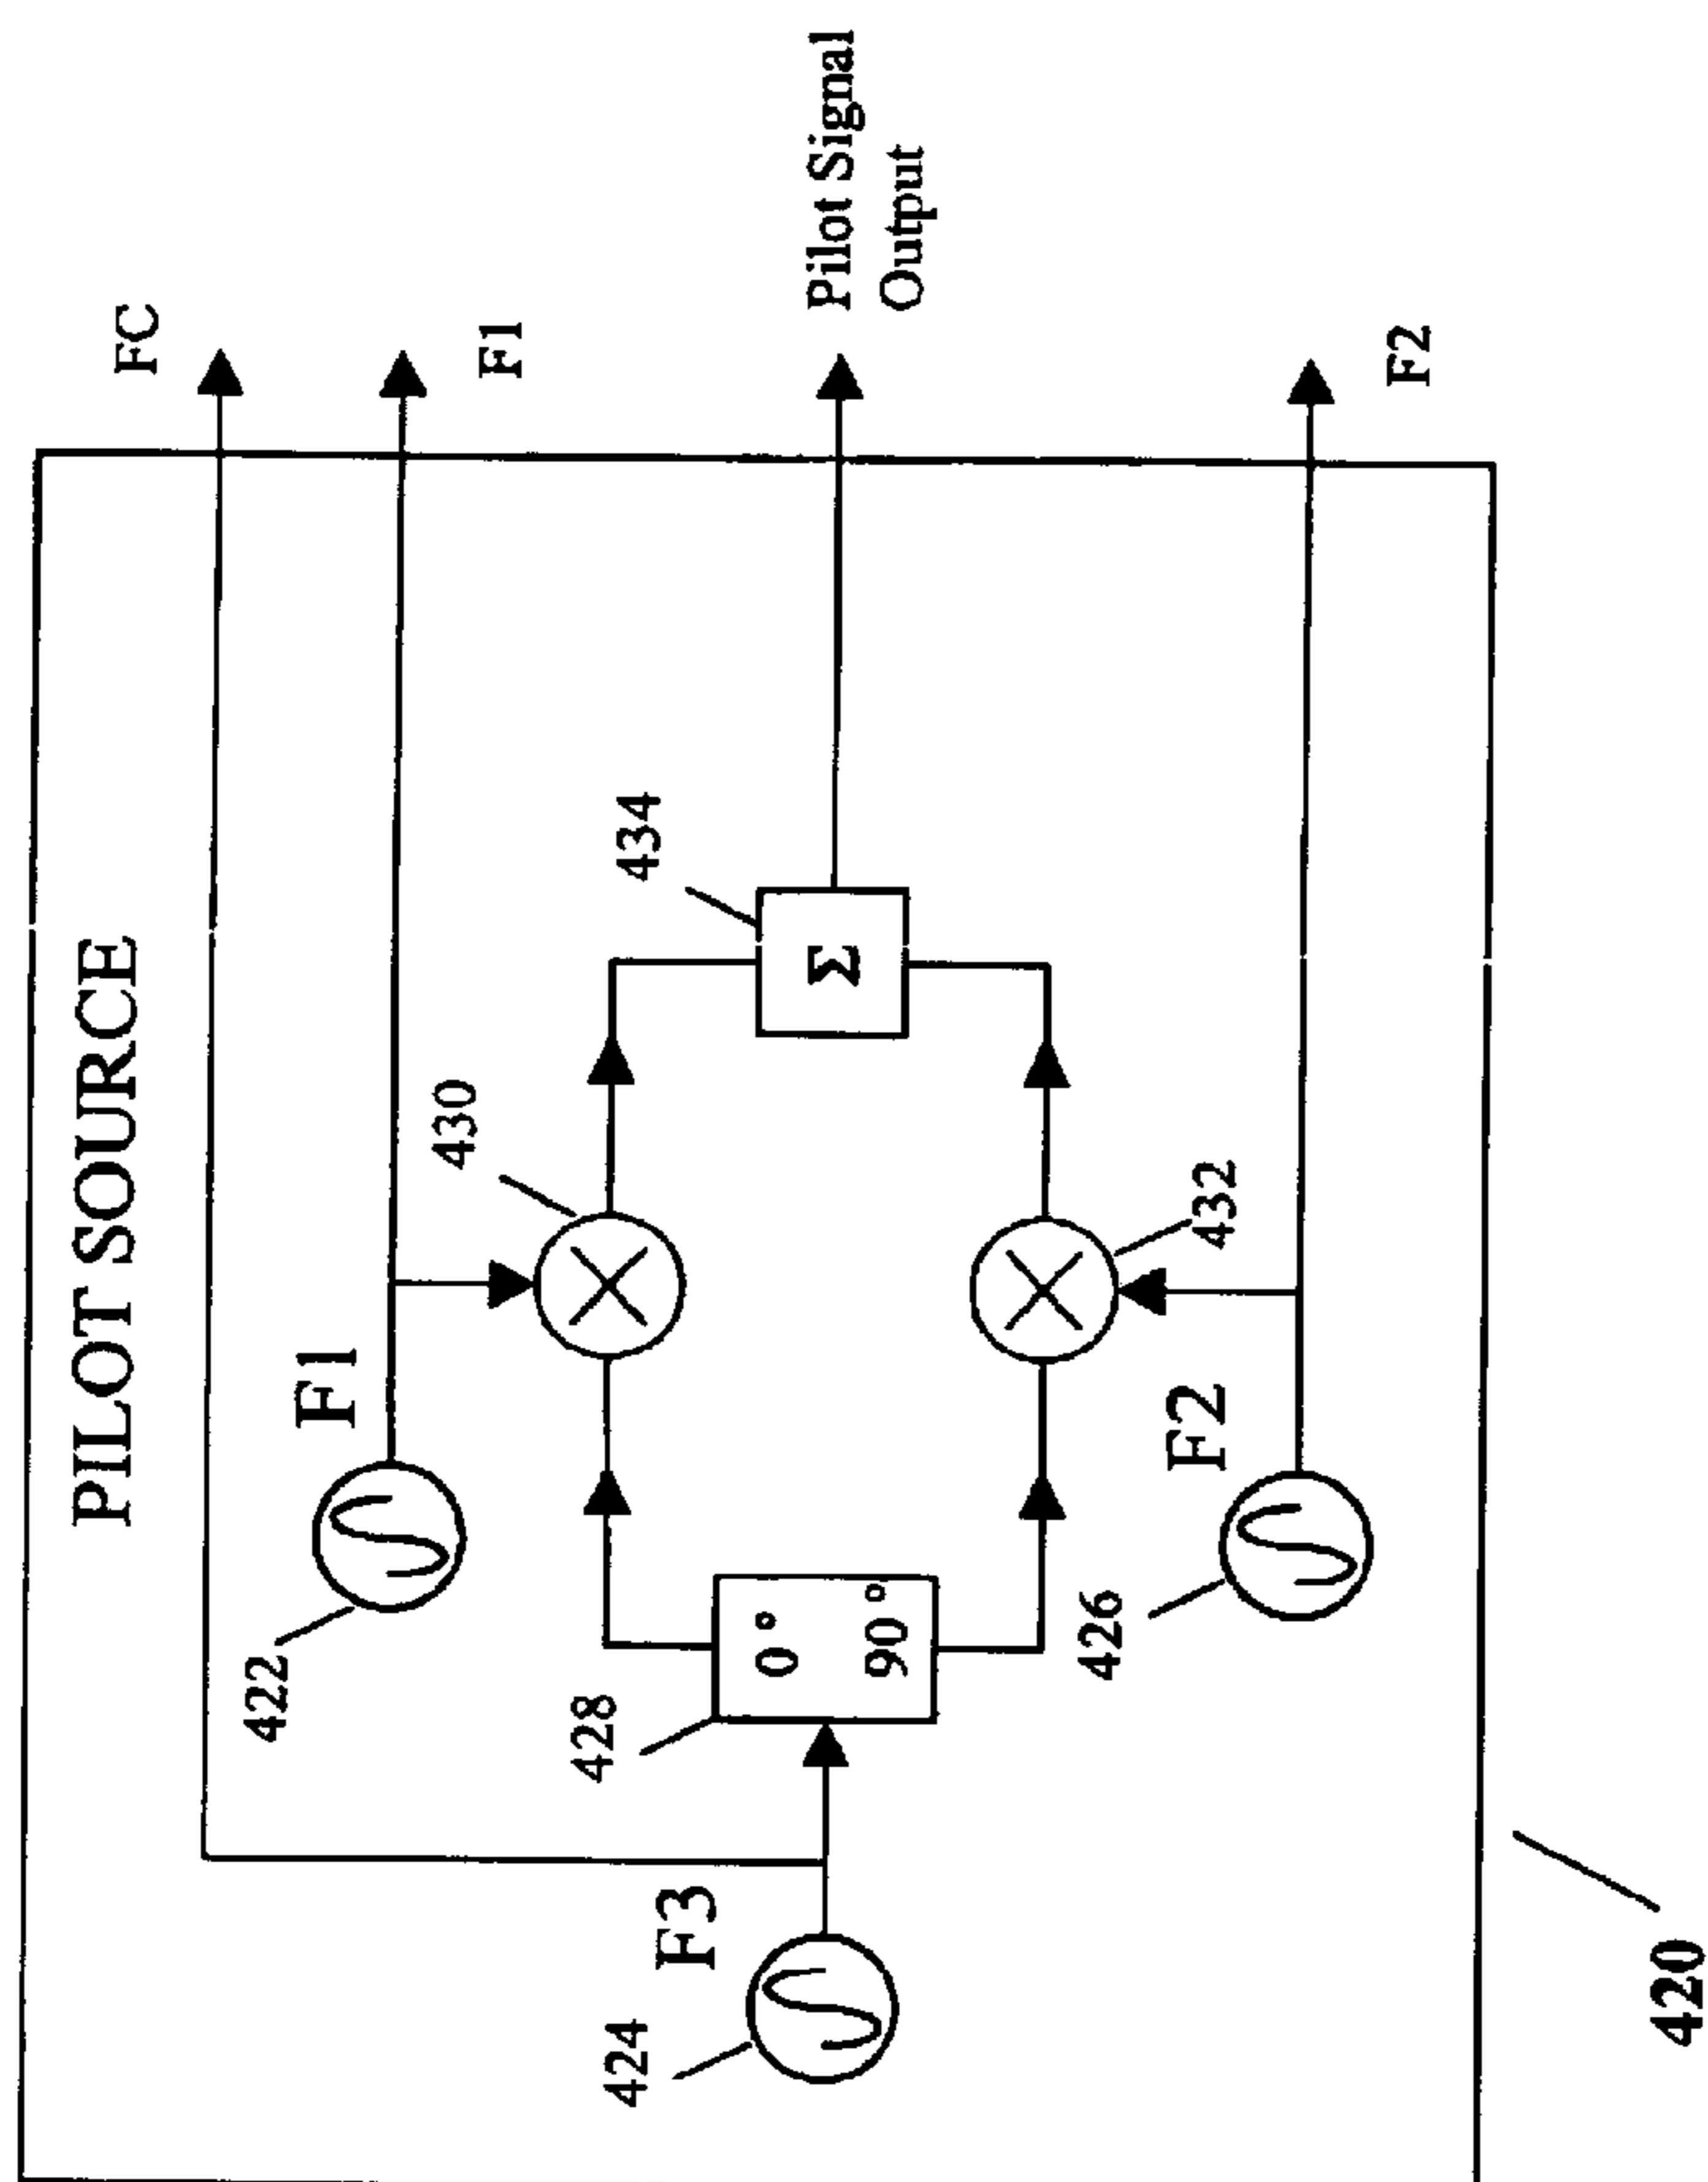 PILOT SOURCE
FC
F1
Pilot Signal
Output
F2
422
F1
430
434
424
F3
428
0°
90°
Σ
432
426
F2
420